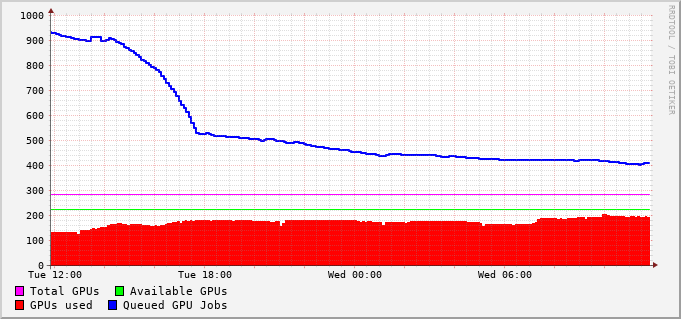 1000
900
800
700
600
500
400
300
200
100
0
Tue 12:00 Tue 18:00 Wed 00:00 Wed 06:00
Total GPUs Available GPUs
GPUs used Queued GPU Jobs
RRDTOOL / TOBI OETIKER